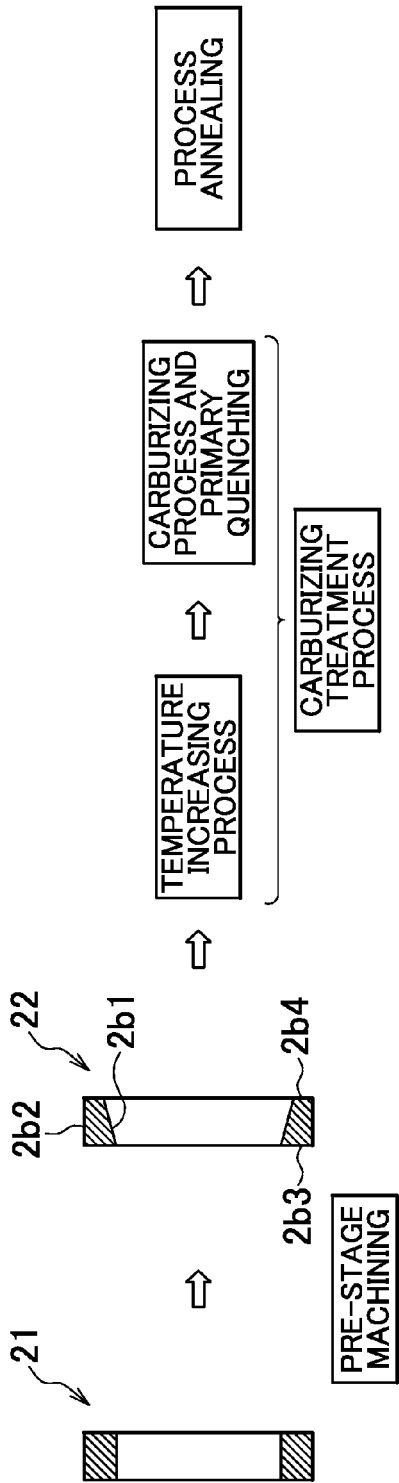 21
22
2b2
2b1
2b3
2b4
PRE-STAGE
MACHINING
TEMPERATURE
INCREASING
PROCESS
CARBURIZING
PROCESS AND
PRIMARY
QUENCHING
CARBURIZING
TREATMENT
PROCESS
PROCESS
ANNEALING